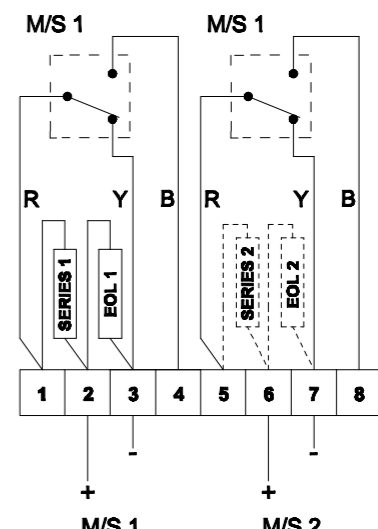 M/S 1 M/S 1
R Y B R Y B
SERIES 1 EOL 1 SERIES 2 EOL 2
1 2 3 4 5 6 7 8
- -
+ +
M/S 1 M/S 2